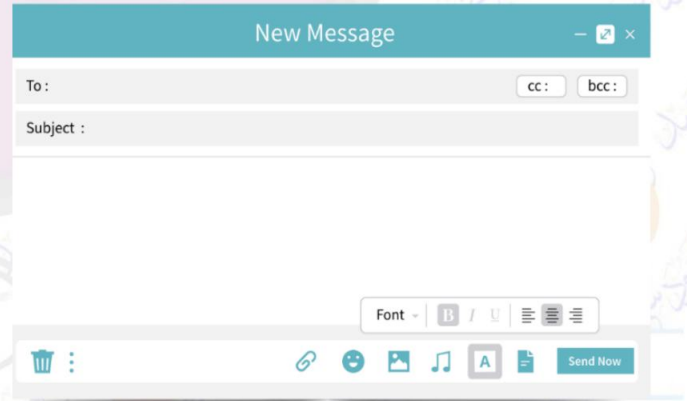 New Message
To :
cc :
bcc :
Subject :
Font
B I U
A
Send Now